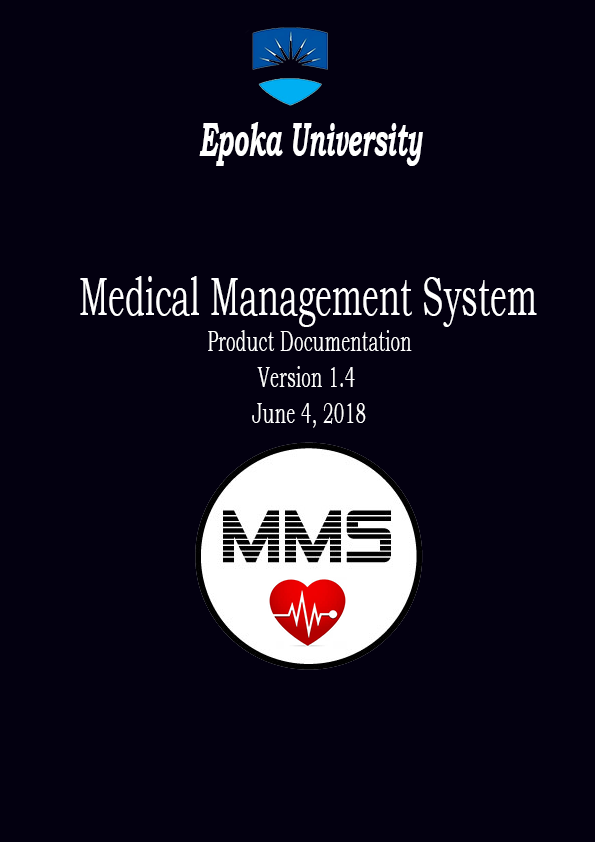 Epoka University
Medical Management System
Product Documentation
Version 1.4
June 4, 2018
MMS